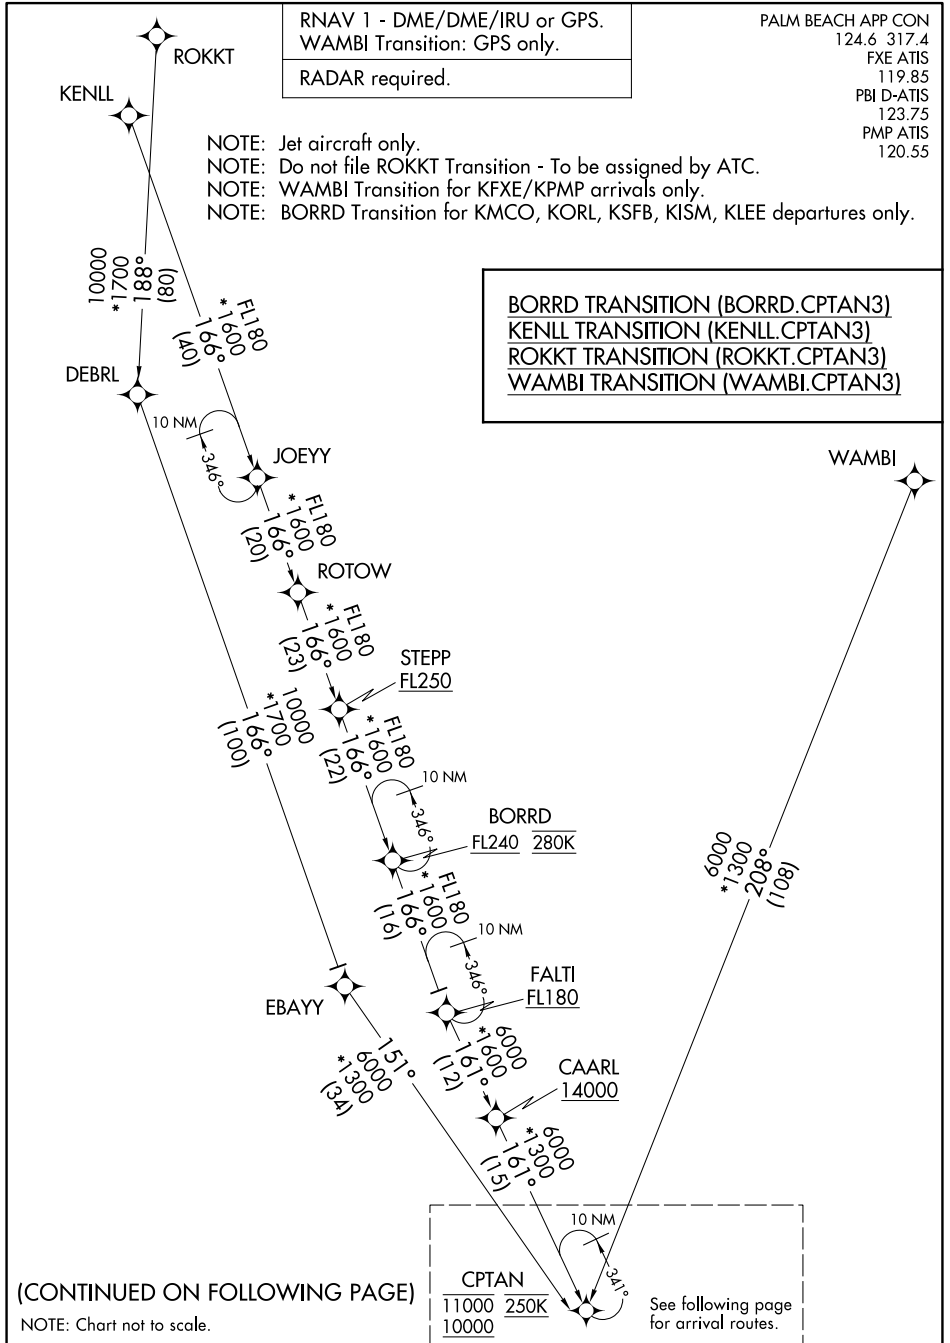 RNAV 1 - DME/DME/IRU or GPS.
WAMBI Transition: GPS only.
RADAR required.
PALM BEACH APP CON
124.6 317.4
FXE ATIS
119.85
PBI D-ATIS
123.75
PMP ATIS
120.55
ROKKT
KENLL
NOTE: Jet aircraft only.
NOTE: Do not file ROKKT Transition - To be assigned by ATC.
NOTE: WAMBI Transition for KFXE/KPMP arrivals only.
NOTE: BORRD Transition for KMCO, KORL, KSFB, KISM, KLEE departures only.
10000
*1700
188°
(80)
FL180
*1600
166°
(40)
BORRD TRANSITION (BORRD.CPTAN3)
KENLL TRANSITION (KENLL.CPTAN3)
ROKKT TRANSITION (ROKKT.CPTAN3)
WAMBI TRANSITION (WAMBI.CPTAN3)
DEBRL
10 NM
346°
JOEYY
WAMBI
FL180
*1600
166°
(20)
ROTOW
FL180
*1600
166°
(23)
STEPP
FL250
10000
*1700
166°
(100)
FL180
*1600
166°
(22)
10 NM
346°
BORRD
FL240 280K
6000
*1300
208°
(108)
FL180
*1600
166°
(16)
10 NM
346°
FALTI
FL180
EBAYY
6000
*1600
161°
(12)
151°
6000
*1300
(34)
CAARL
14000
6000
*1300
161°
(15)
10 NM
341°
CPTAN
11000 250K
10000
See following page
for arrival routes.
(CONTINUED ON FOLLOWING PAGE)
NOTE: Chart not to scale.